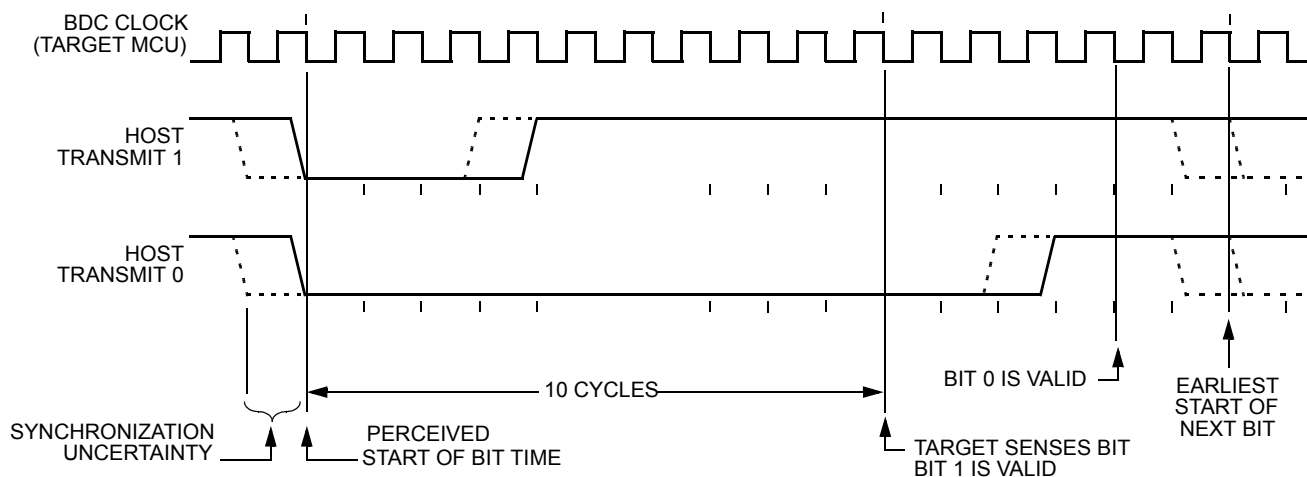 BDC CLOCK
(TARGET MCU)
HOST
TRANSMIT 1
HOST
TRANSMIT 0
10 CYCLES
BIT 0 IS VALID
EARLIEST
START OF
NEXT BIT
SYNCHRONIZATION
UNCERTAINTY
PERCEIVED
START OF BIT TIME
TARGET SENSES BIT
BIT 1 IS VALID